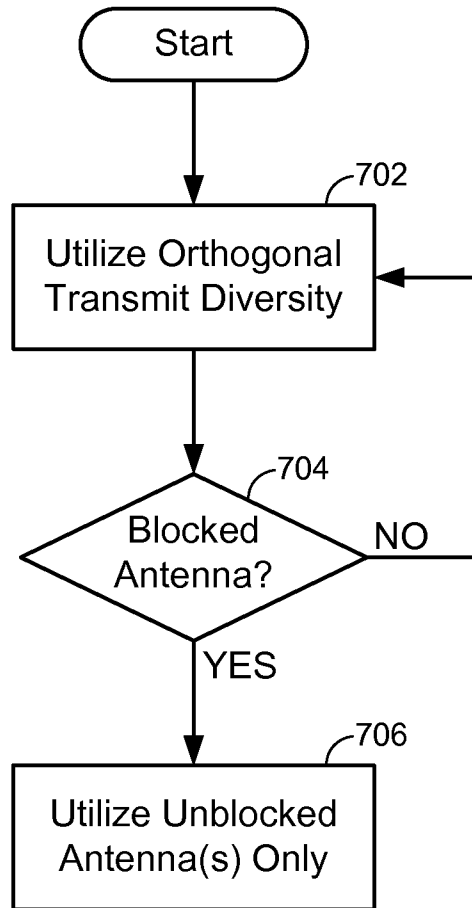 Start
702
Utilize Orthogonal
Transmit Diversity
704
Blocked
Antenna?
NO
YES
706
Utilize Unblocked
Antenna(s) Only